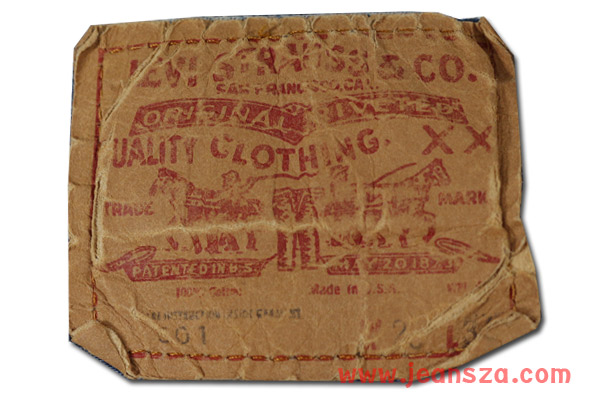 LEVI STRAUSS & CO.
SAN FRANCISCO, CAL.
ORIGINAL RIVETED
QUALITY CLOTHING. XX
TRADE MARK
PATENTED IN U.S. MAY 20 1873
100% Cotton Made in U.S.A.
INSIDE
501
www.jeansza.com